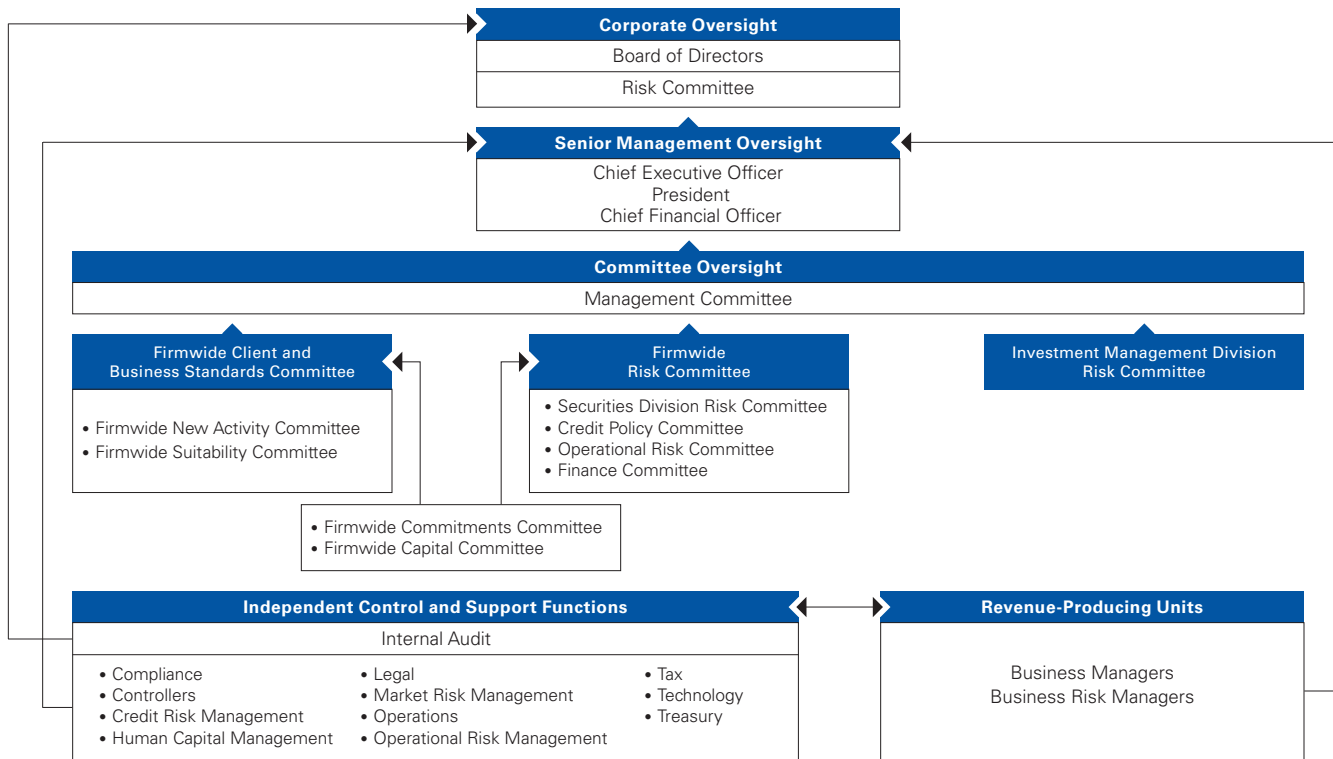 Corporate Oversight
Board of Directors
Risk Committee
Senior Management Oversight
Chief Executive Officer
President
Chief Financial Officer
Committee Oversight
Management Committee
Firmwide Client and
Business Standards Committee
• Firmwide New Activity Committee
• Firmwide Suitability Committee
Firmwide
Risk Committee
• Securities Division Risk Committee
• Credit Policy Committee
• Operational Risk Committee
• Finance Committee
Investment Management Division
Risk Committee
• Firmwide Commitments Committee
• Firmwide Capital Committee
Independent Control and Support Functions
Internal Audit
• Compliance
• Controllers
• Credit Risk Management
• Human Capital Management
• Legal
• Market Risk Management
• Operations
• Operational Risk Management
• Tax
• Technology
• Treasury
Revenue-Producing Units
Business Managers
Business Risk Managers